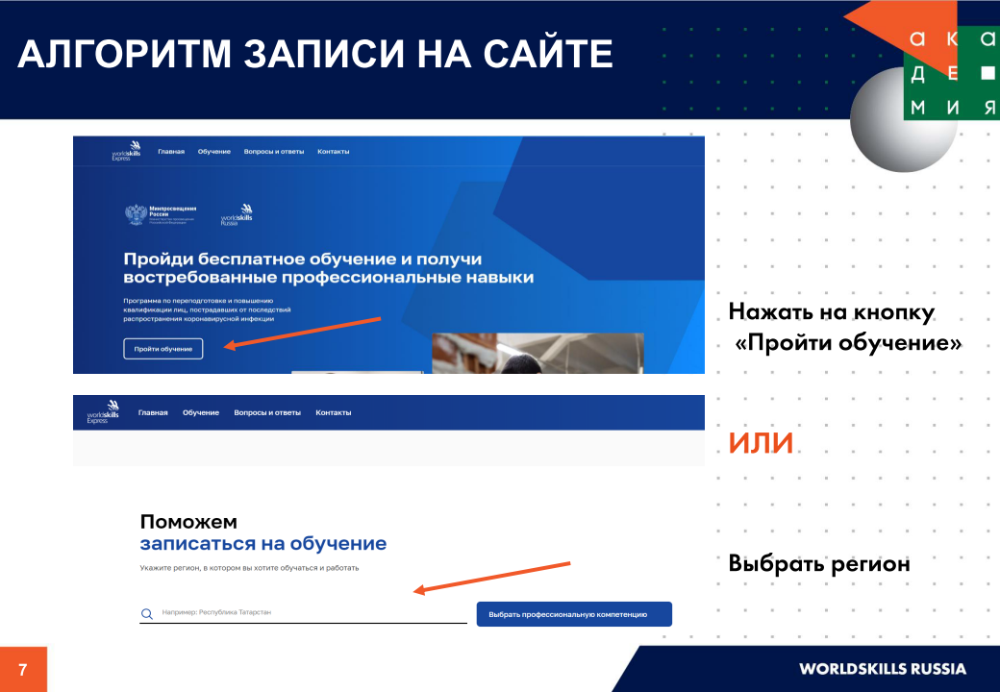 АЛГОРИТМ ЗАПИСИ НА САЙТЕ
а к а
д е
м и я
worldskills
Express
Главная Обучение Вопросы и ответы Контакты
Минпросвещения
России
worldskills
Russia
Пройди бесплатное обучение и получи
востребованные профессиональные навыки
Программа по переподготовке и повышению
квалификации лиц, пострадавших от последствий
распространения коронавирусной инфекции
Пройти обучение
Нажать на кнопку
«Пройти обучение»
worldskills
Express
Главная Обучение Вопросы и ответы Контакты
ИЛИ
Поможем
записаться на обучение
Укажите регион, в котором вы хотите обучаться и работать
Выбрать регион
Например: Республика Татарстан
Выбрать профессиональную компетенцию
7
WORLDSKILLS RUSSIA